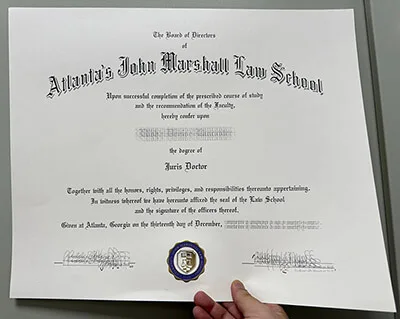 The Board of Directors
of
Atlanta's John Marshall Law School
Upon successful completion of the prescribed course of study
and the recommendation of the Faculty,
hereby confer upon
the degree of
Juris Doctor
Together with all the honors, rights, privileges, and responsibilities thereunto appertaining.
In witness whereof we have hereunto affixed the seal of the Law School
and the signature of the officers thereof.
Given at Atlanta, Georgia on the thirteenth day of December,